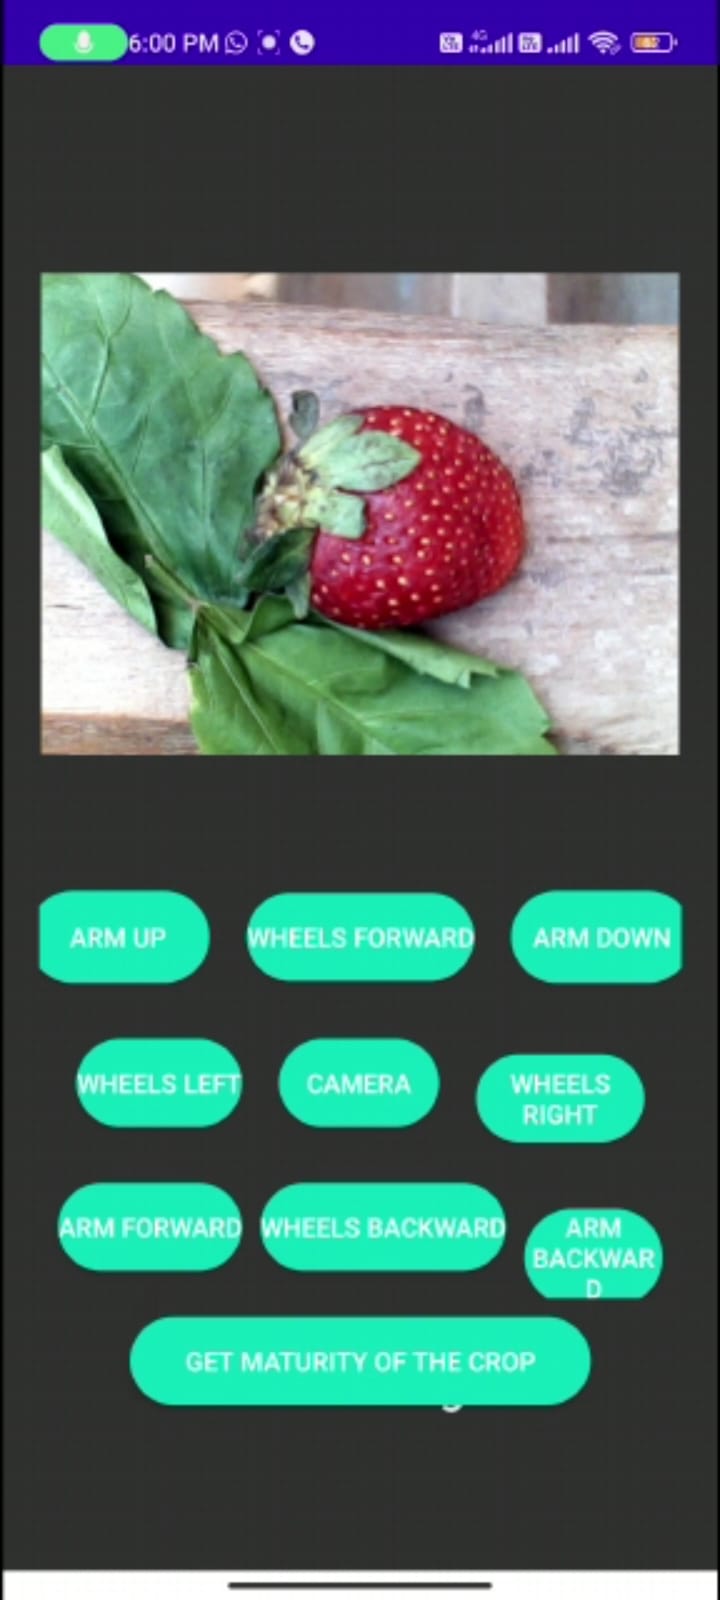 6:00 PM
4G
ARM UP
WHEELS FORWARD
ARM DOWN
WHEELS LEFT
CAMERA
WHEELS
RIGHT
ARM FORWARD
WHEELS BACKWARD
ARM
BACKWAR
D
GET MATURITY OF THE CROP